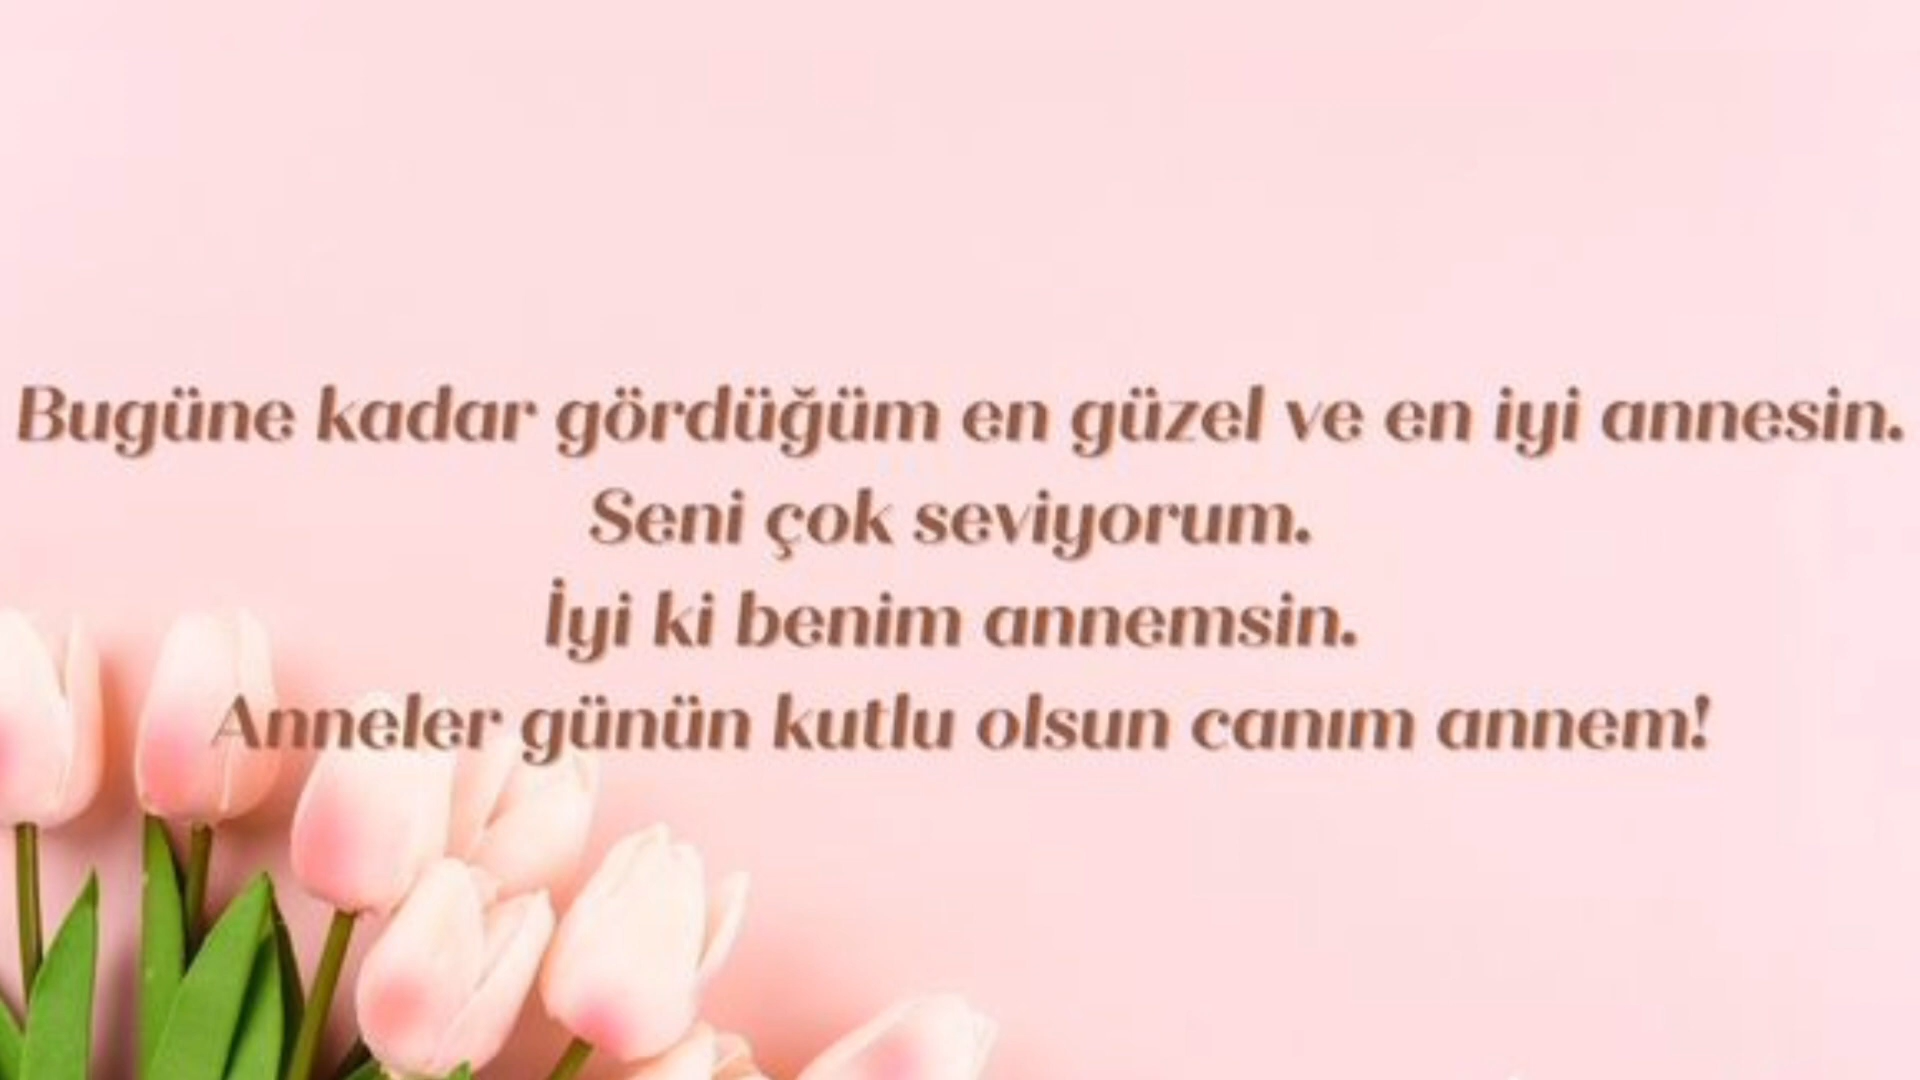 Bugüne kadar gördüğüm en güzel ve en iyi annesin.
Seni çok seviyorum.
İyi ki benim annemsin.
Anneler günün kutlu olsun canım annem!